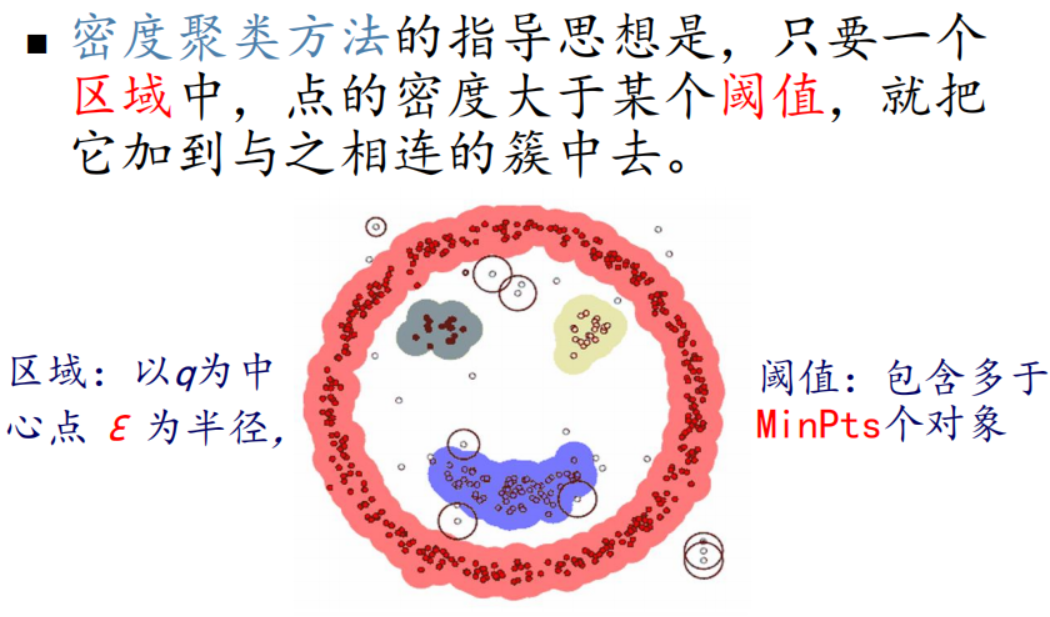 密度聚类方法的指导思想是，只要一个
区域中，点的密度大于某个阈值，就把
它加到与之相连的簇中去。
区域：以q为中
心点 ε 为半径，
阈值：包含多于
MinPts个对象